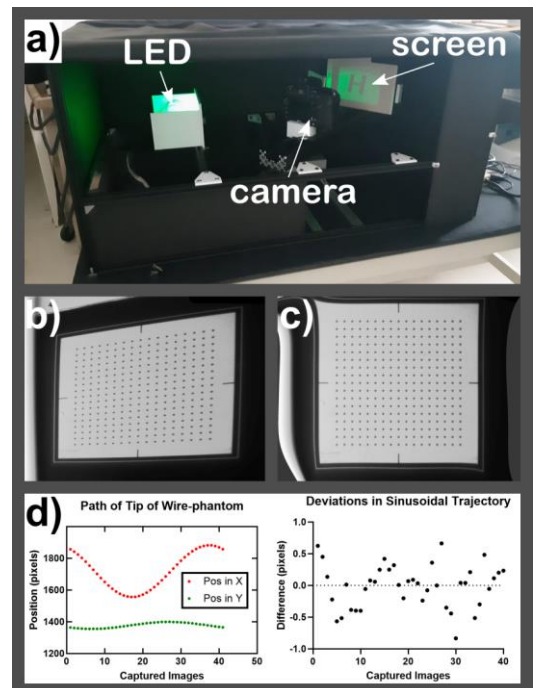 a)
LED
screen
H
camera
b)
c)
d)
Path of Tip of Wire-phantom
Position (pixels)
2000
1800
1600
1400
1200
Pos in X
Pos in Y
0 10 20 30 40 50
Captured Images
Deviations in Sinusoidal Trajectory
Difference (pixels)
1.0
0.5
0.0
-0.5
-1.0
0 10 20 30 40
Captured Images